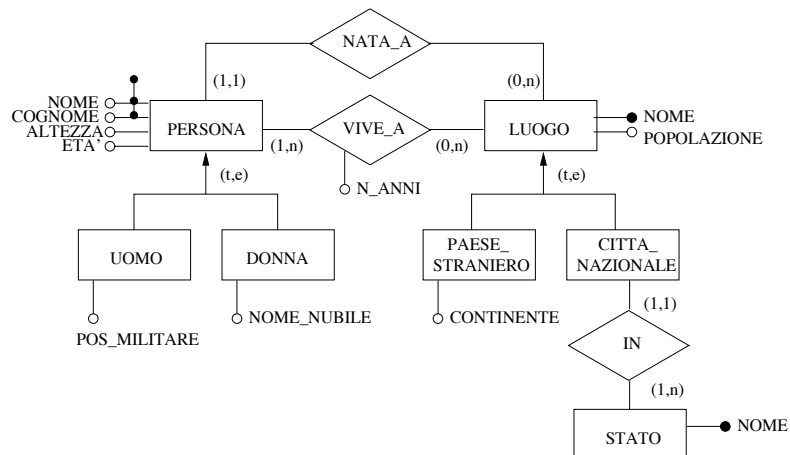 NATA_A
(1,1)
(0,n)
NOME
COGNOME
ALTEZZA
ETA'
PERSONA
(1,n)
VIVE_A
(0,n)
LUOGO
NOME
POPOLAZIONE
(t,e)
N_ANNI
(t,e)
UOMO
DONNA
PAESE_
STRANIERO
CITTA_
NAZIONALE
POS_MILITARE
NOME_NUBILE
CONTINENTE
(1,1)
IN
(1,n)
STATO
NOME